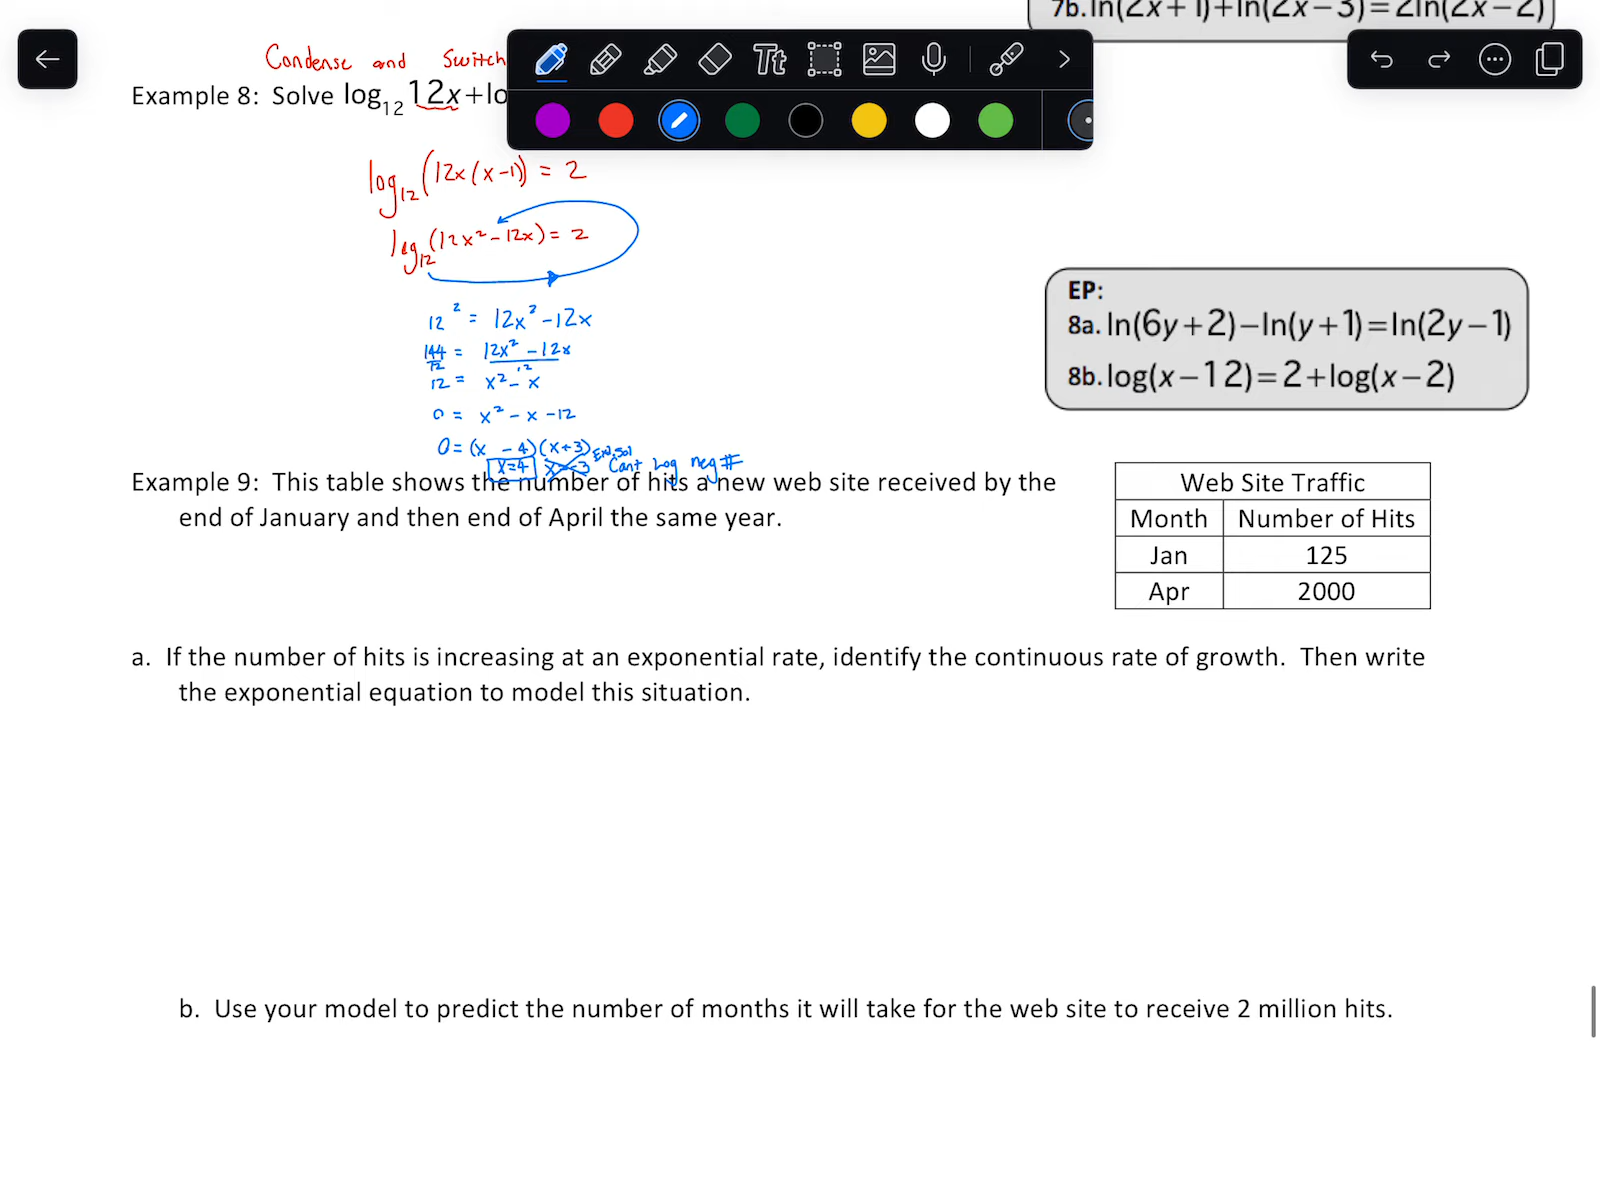 7b. ln(2x+1)+ln(2x−3)=2ln(2x−2)
Condense and Switch
Example 8: Solve log₁₂ 12x+lo
Tt
log₁₂(12x(x-1)) = 2
log₁₂(12x²-12x) = 2
12² = 12x²-12x
144/12 = 12x²-12x/12
12 = x²-x
0 = x²-x-12
0=(x-4)(x+3)
x=4 x=-3 Ext. Sol Cant Log neg #
EP:
8a. ln(6y+2)−ln(y+1)=ln(2y−1)
8b. log(x−12)=2+log(x−2)
Example 9: This table shows the number of hits a new web site received by the
end of January and then end of April the same year.
Web Site Traffic
Month Number of Hits
Jan 125
Apr 2000
a. If the number of hits is increasing at an exponential rate, identify the continuous rate of growth. Then write
the exponential equation to model this situation.
b. Use your model to predict the number of months it will take for the web site to receive 2 million hits.